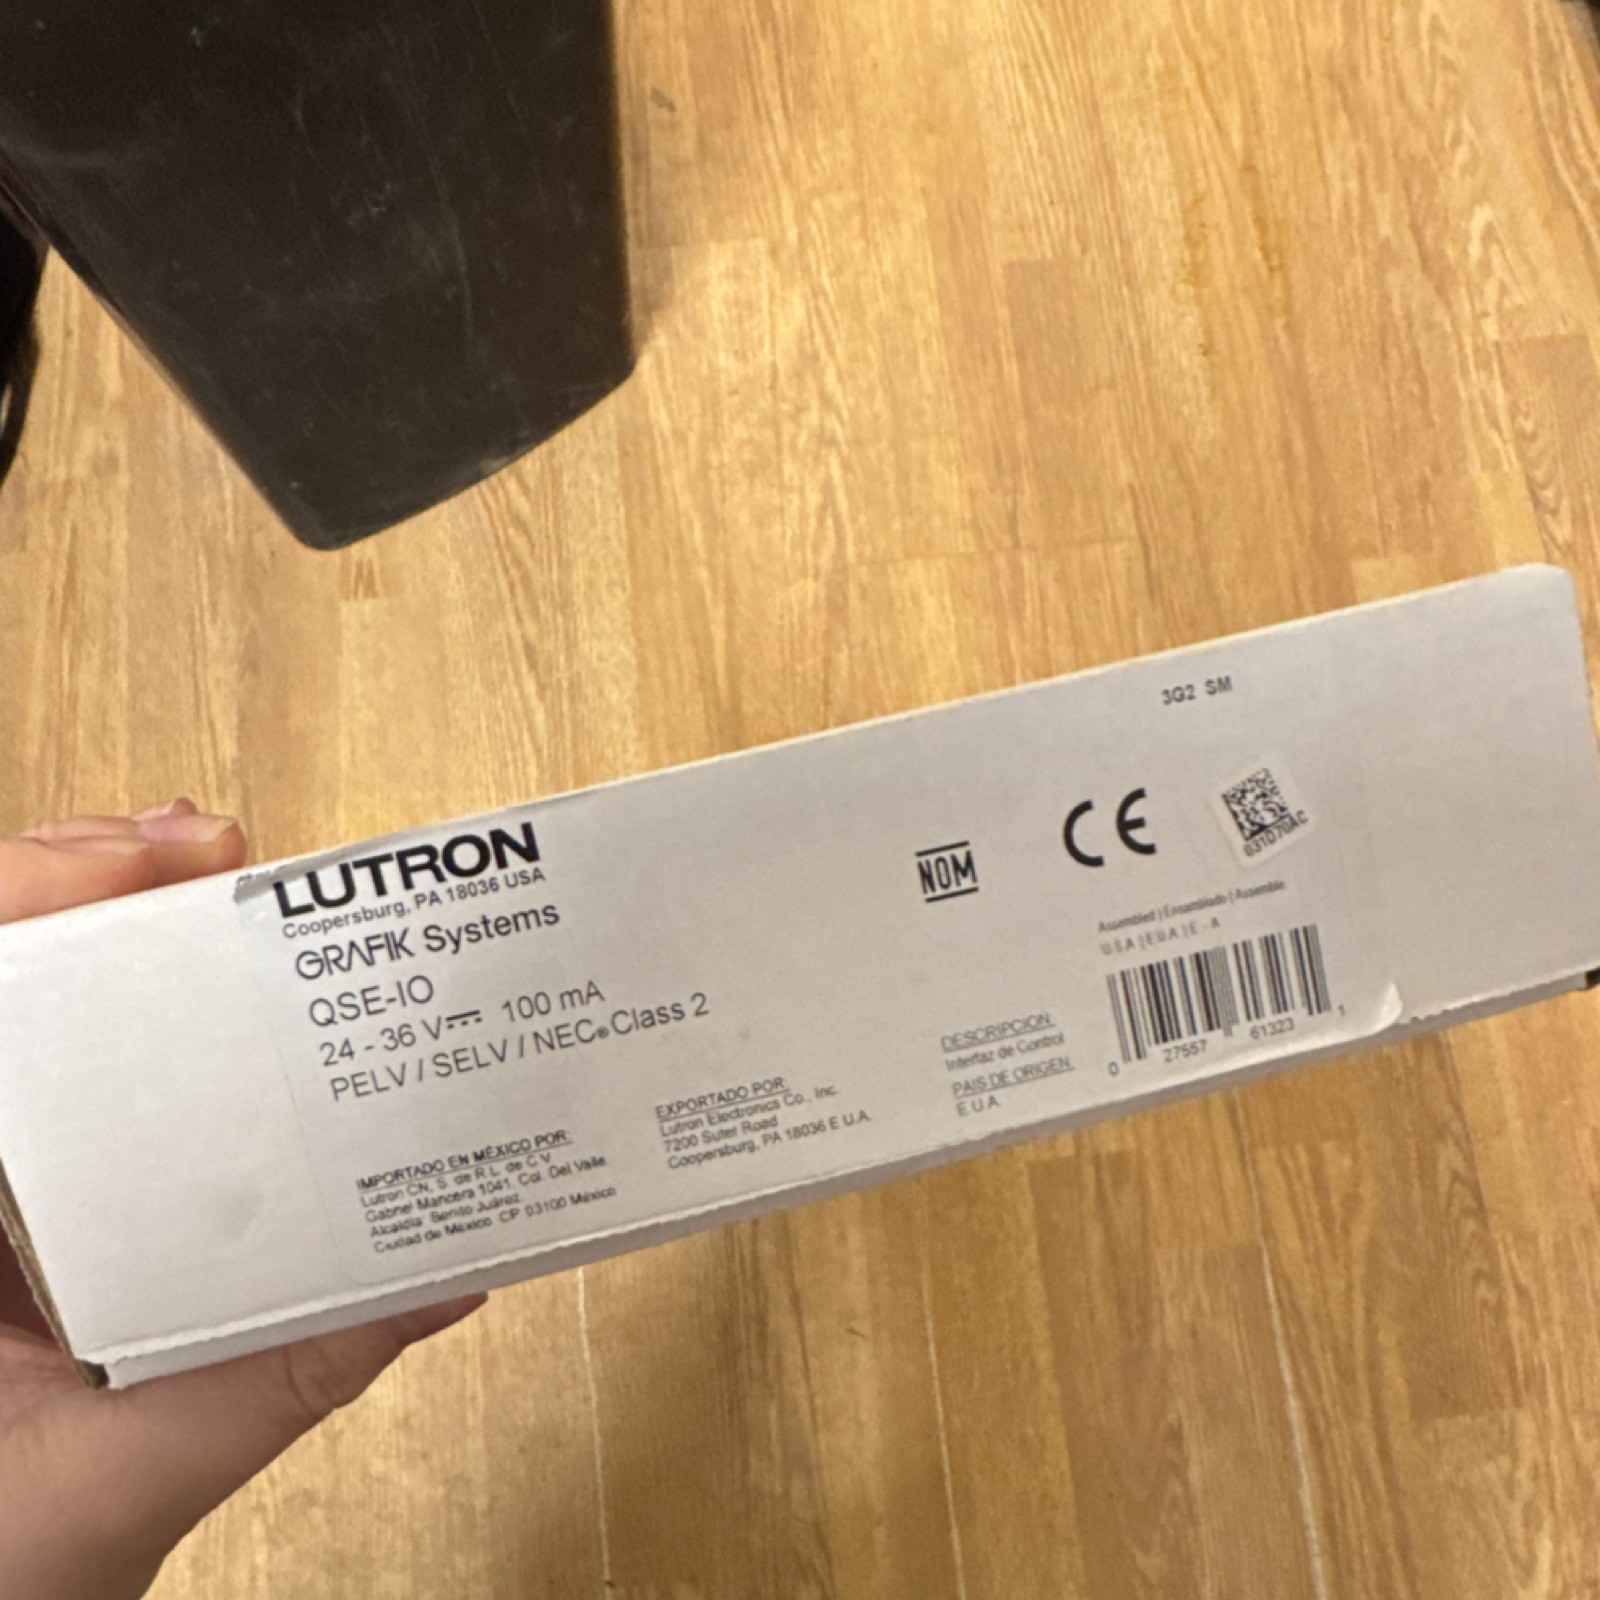 LUTRON
Coopersburg, PA 18036 USA
GRAFIK Systems
QSE-IO
24 - 36 V⎓ 100 mA
PELV / SELV / NEC® Class 2
IMPORTADO EN MÉXICO POR:
Lutron CN, S. de R.L. de C.V
Gabriel Mancera 1041, Col. Del Valle
Alcaldía Benito Juárez.
Ciudad de México CP 03100 México
EXPORTADO POR:
Lutron Electronics Co., Inc.
7200 Suter Road
Coopersburg, PA 18036 E.U.A.
NOM
CE
3G2 SM
031070AC
Assembled | Ensamblado | Assemble
U.S.A | E.U.A | E.-A
0 27557 61323 1
DESCRIPCION
Interfaz de Control
PAIS DE ORIGEN
E.U.A.